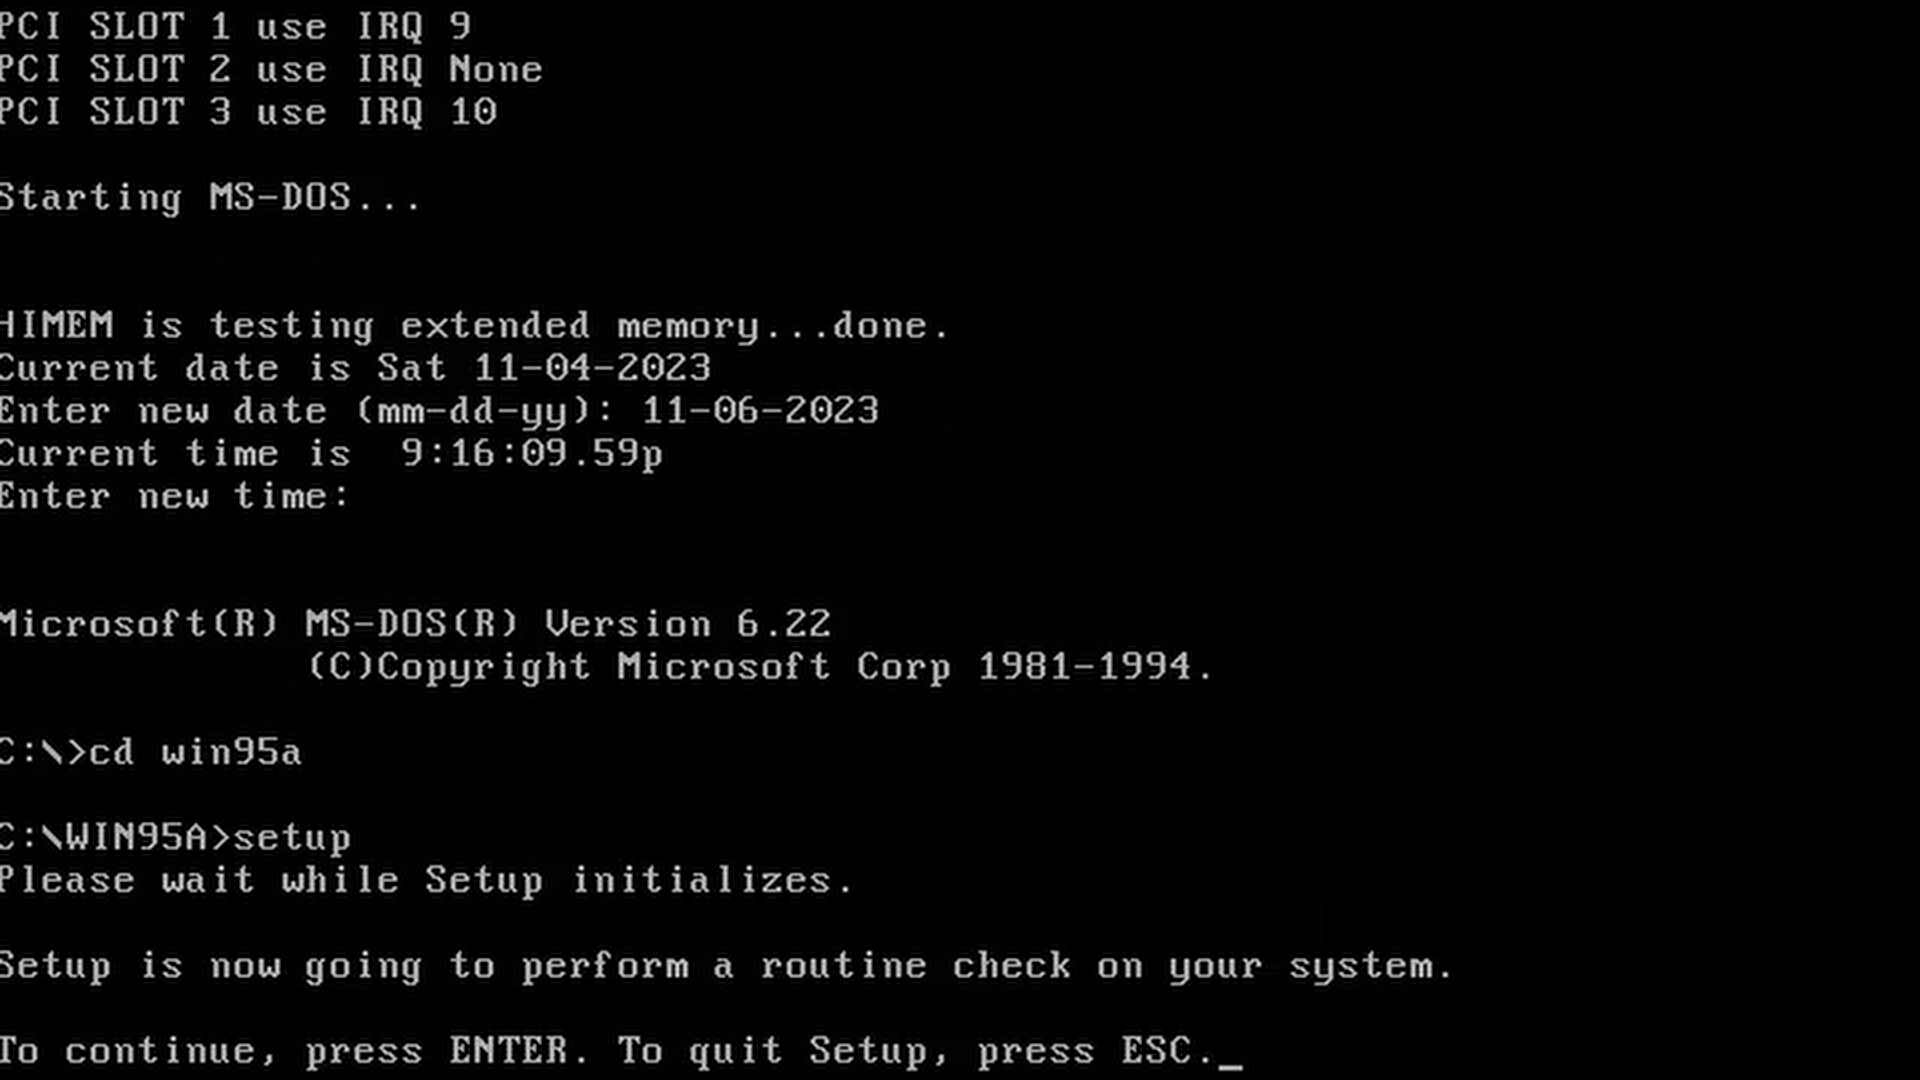 PCI SLOT 1 use IRQ 9
PCI SLOT 2 use IRQ None
PCI SLOT 3 use IRQ 10
Starting MS-DOS...
HIMEM is testing extended memory...done.
Current date is Sat 11-04-2023
Enter new date (mm-dd-yy): 11-06-2023
Current time is  9:16:09.59p
Enter new time:
Microsoft(R) MS-DOS(R) Version 6.22
(C)Copyright Microsoft Corp 1981-1994.
C:\>cd win95a
C:\WIN95A>setup
Please wait while Setup initializes.
Setup is now going to perform a routine check on your system.
To continue, press ENTER. To quit Setup, press ESC._